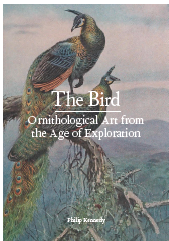 The Bird
Ornithological Art from
the Age of Exploration
Philip Kennedy